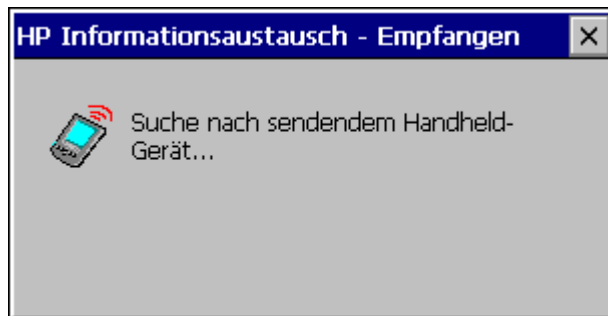 HP Informationsaustausch - Empfangen
Suche nach sendendem Handheld-
Gerät...